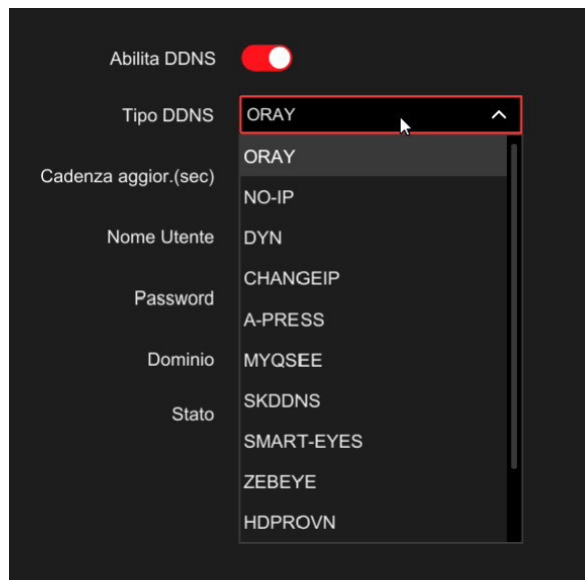 Abilita DDNS
Tipo DDNS ORAY
ORAY
Cadenza aggior.(sec)
NO-IP
Nome Utente DYN
CHANGEIP
Password
A-PRESS
Dominio MYQSEE
SKDDNS
Stato
SMART-EYES
ZEBEYE
HDPROVN